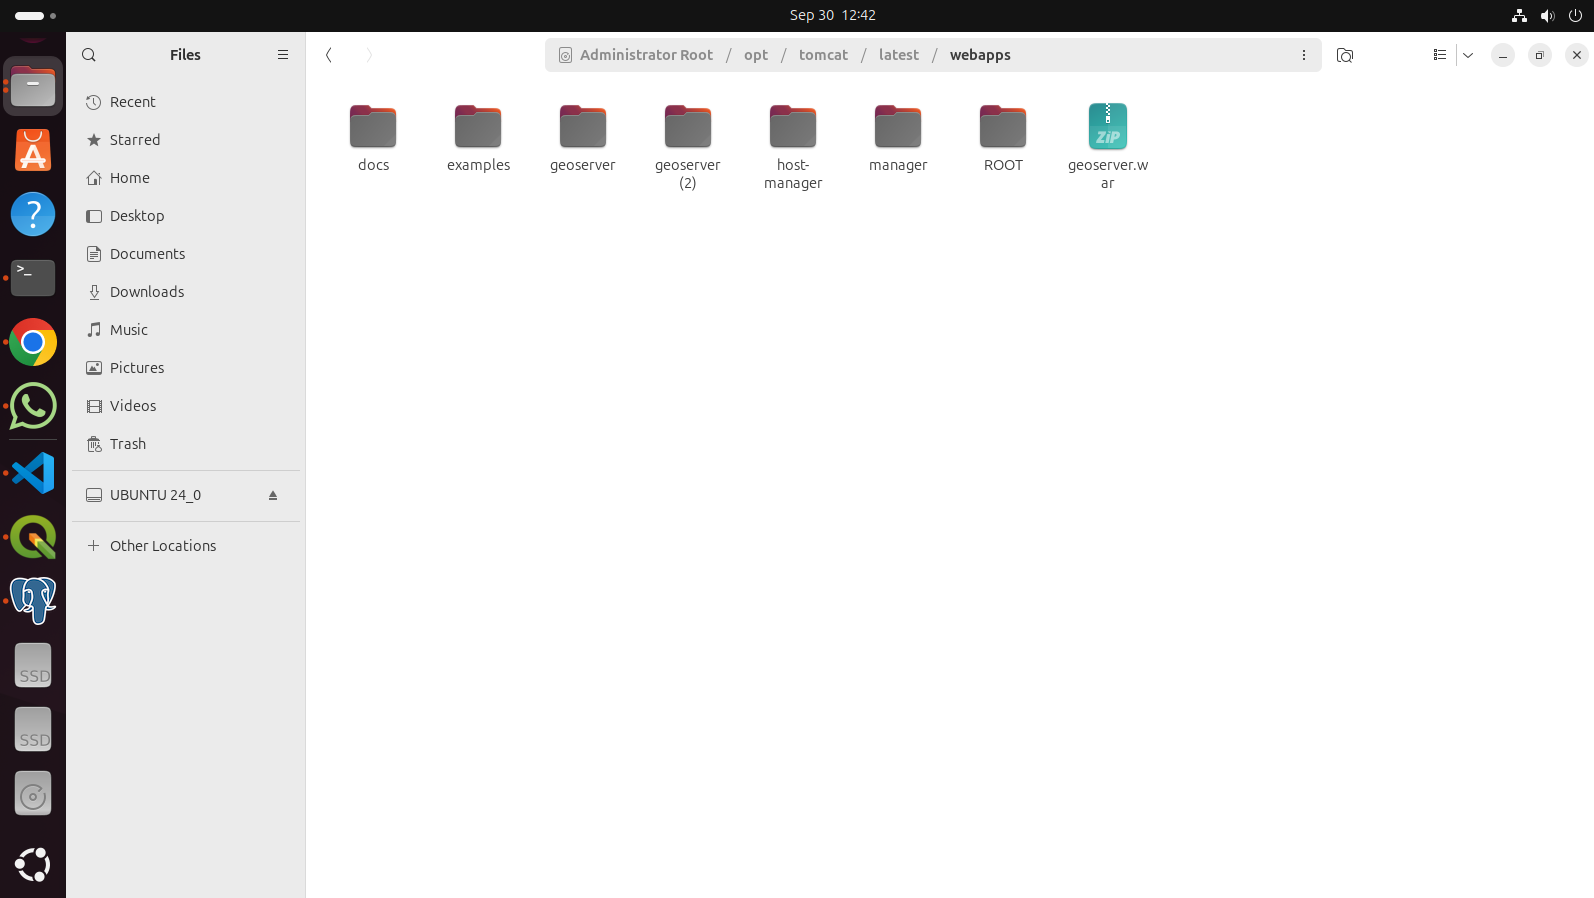 Sep 30 12:42
Files
Administrator Root / opt / tomcat / latest / webapps
Recent
Starred
Home
Desktop
Documents
Downloads
Music
Pictures
Videos
Trash
UBUNTU 24_0
Other Locations
docs
examples
geoserver
geoserver
(2)
host-
manager
manager
ROOT
ZiP
geoserver.w
ar
>_
?
SSD
SSD